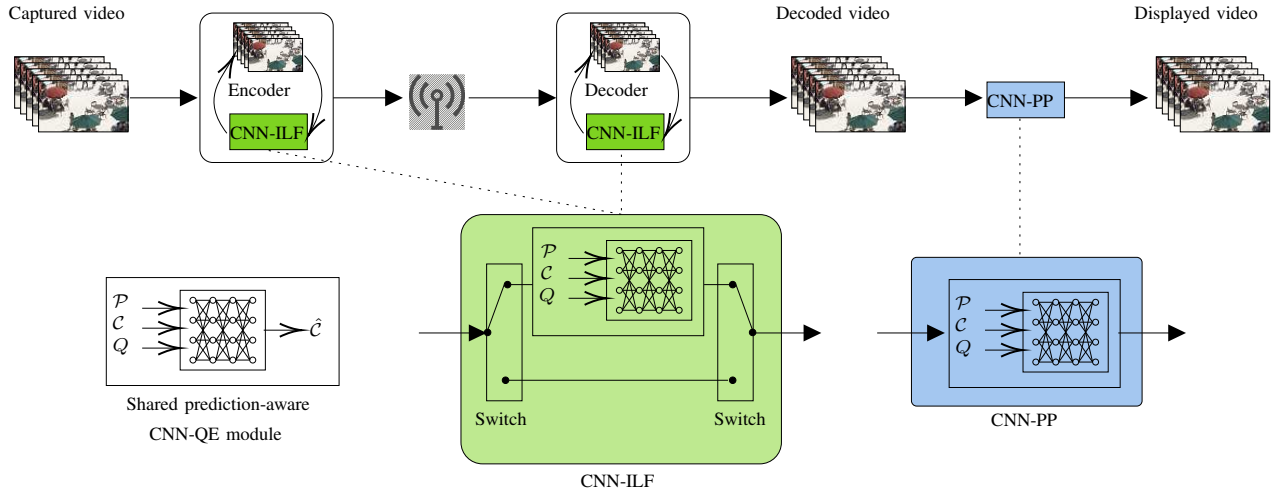 Captured video
Decoded video
Displayed video
Encoder
CNN-ILF
Decoder
CNN-ILF
CNN-PP
𝒫
𝒞
Q
𝒞̂
Shared prediction-aware
CNN-QE module
𝒫
𝒞
Q
Switch
Switch
CNN-ILF
𝒫
𝒞
Q
CNN-PP